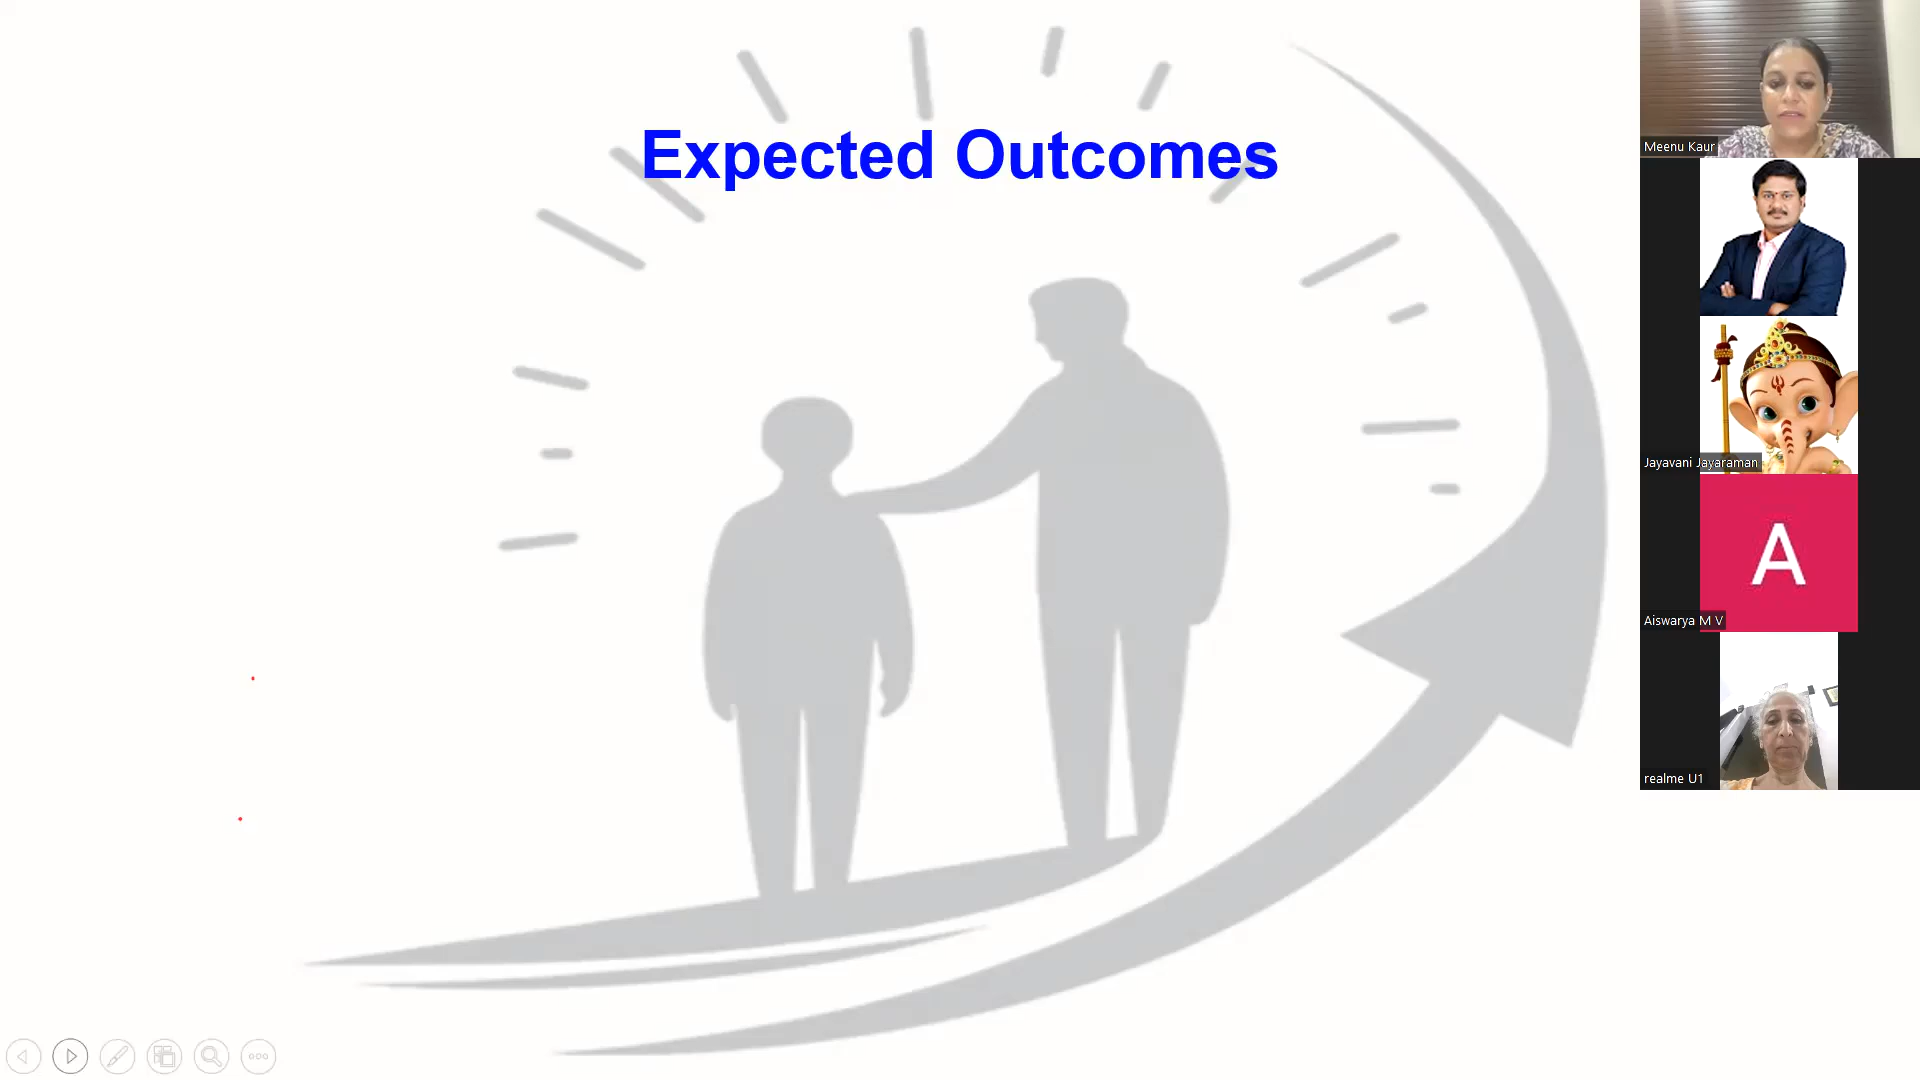 Expected Outcomes
Meenu Kaur
Jayavani Jayaraman
A
Aiswarya M V
realme U1